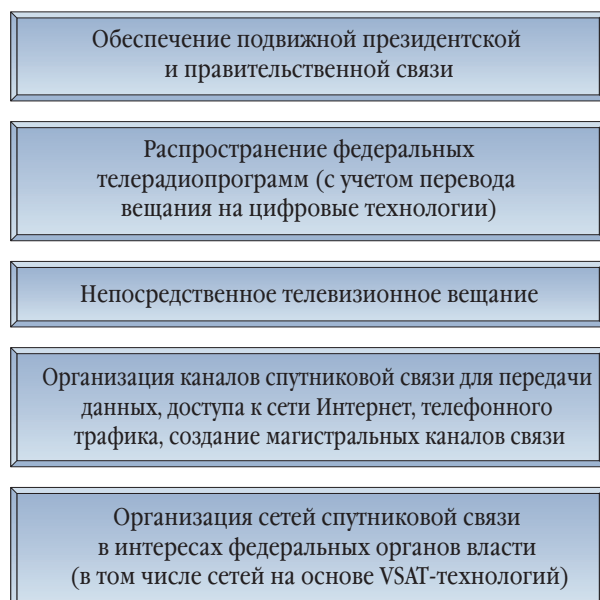 Обеспечение подвижной президентской
и правительственной связи
Распространение федеральных
телерадиопрограмм (с учетом перевода
вещания на цифровые технологии)
Непосредственное телевизионное вещание
Организация каналов спутниковой связи для передачи
данных, доступа к сети Интернет, телефонного
трафика, создание магистральных каналов связи
Организация сетей спутниковой связи
в интересах федеральных органов власти
(в том числе сетей на основе VSAT-технологий)